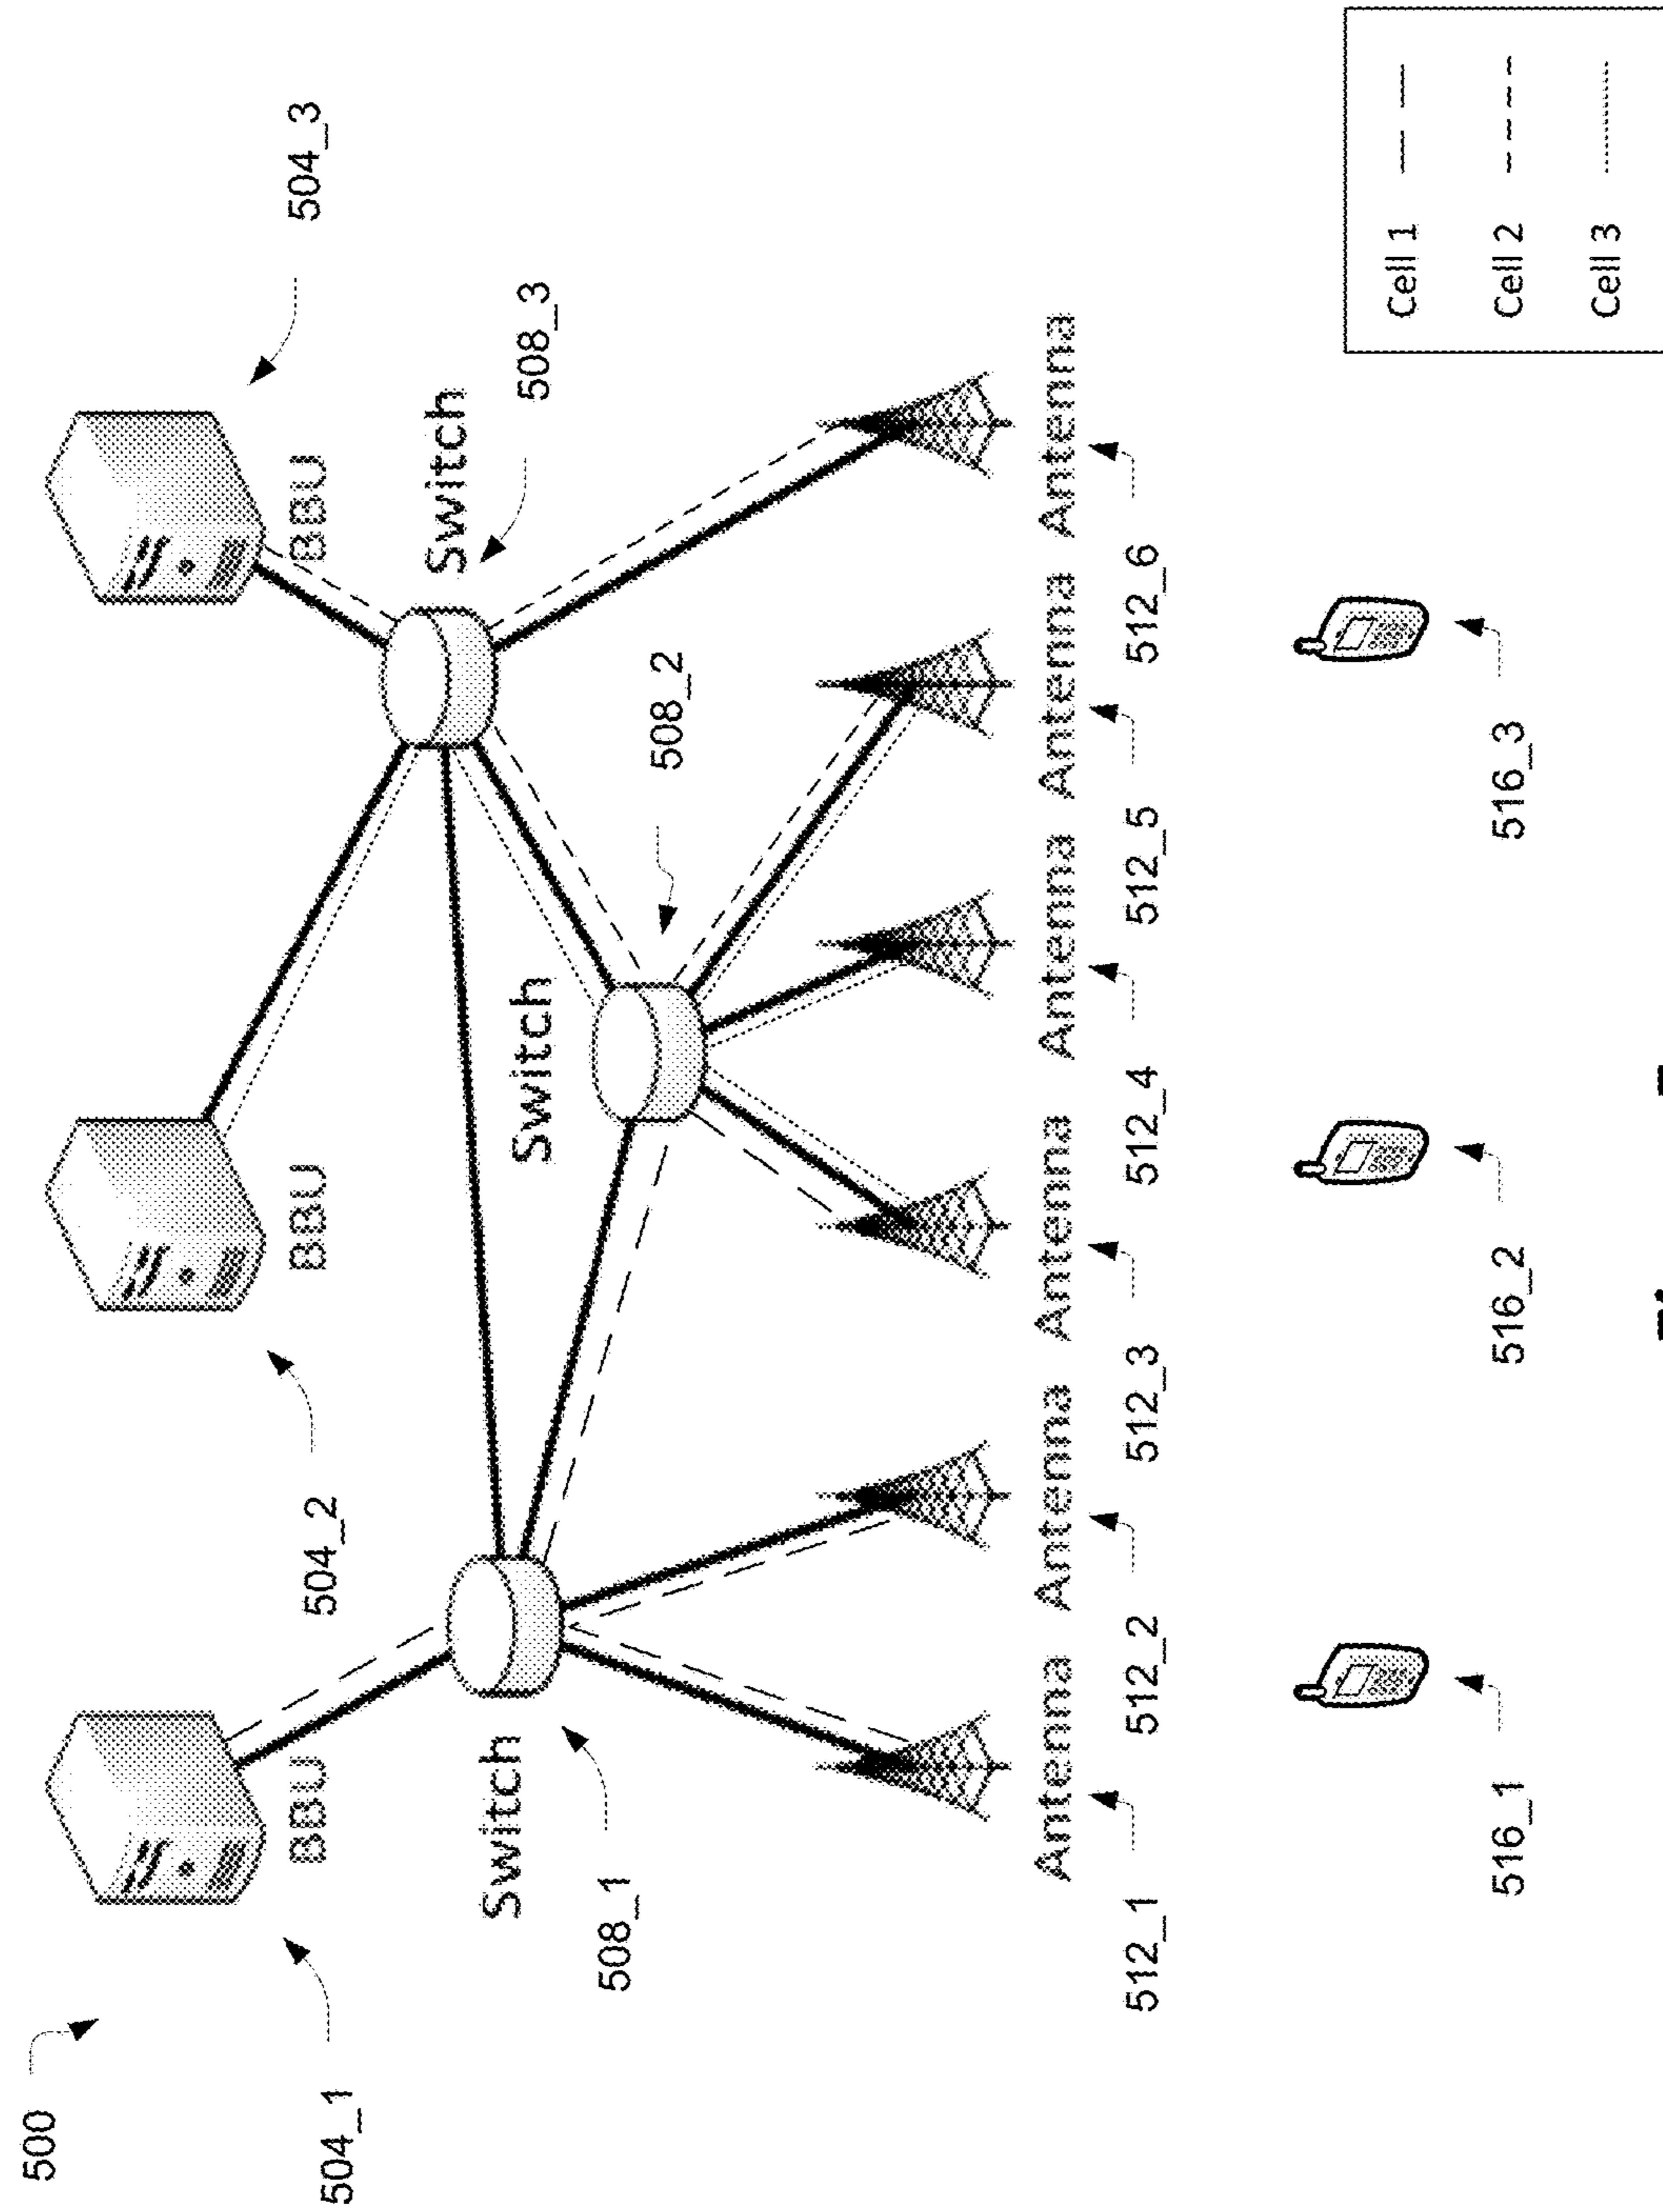 500
504_1
504_2
504_3
BBU
BBU
BBU
Switch
508_1
Switch
508_2
Switch
508_3
Antenna Antenna Antenna Antenna Antenna Antenna
512_1
512_2
512_3
512_4
512_5
512_6
516_1
516_2
516_3
Cell 1
Cell 2
Cell 3